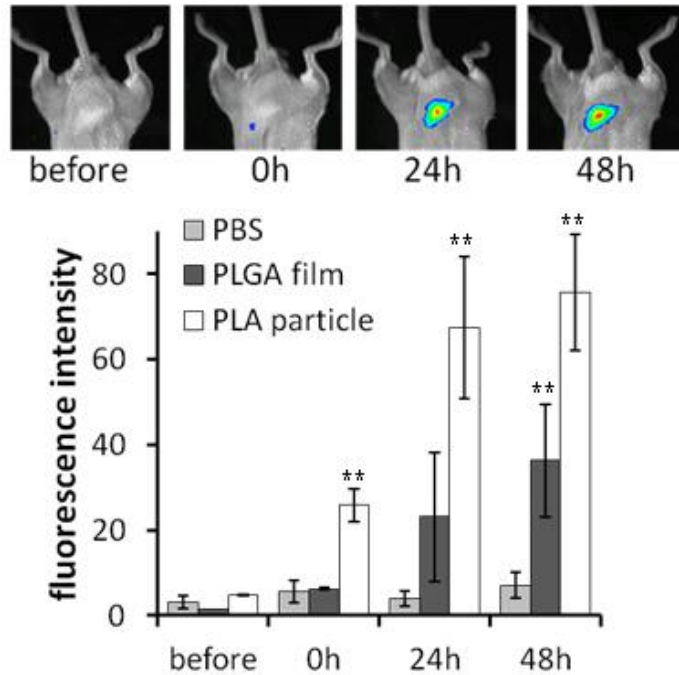 before 0h 24h 48h
fluorescence intensity
80
60
40
20
0
PBS
PLGA film
PLA particle
**
**
**
**
before 0h 24h 48h